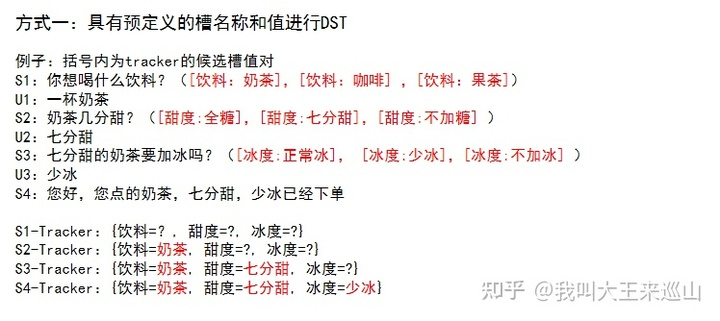 方式一：具有预定义的槽名称和值进行DST
例子：括号内为tracker的候选槽值对
S1：你想喝什么饮料？（[饮料：奶茶]，[饮料：咖啡] ，[饮料：果茶]）
U1：一杯奶茶
S2：奶茶几分甜？（[甜度:全糖]，[甜度:七分甜]，[甜度:不加糖] ）
U2：七分甜
S3：七分甜的奶茶要加冰吗？（[冰度:正常冰]， [冰度:少冰]，[冰度:不加冰] ）
U3：少冰
S4：您好，您点的奶茶，七分甜，少冰已经下单
S1-Tracker：{饮料=？，甜度=?，冰度=?}
S2-Tracker：{饮料=奶茶，甜度=?，冰度=?}
S3-Tracker：{饮料=奶茶，甜度=七分甜，冰度=?}
S4-Tracker：{饮料=奶茶，甜度=七分甜，冰度=少冰}
知乎 @我叫大王来巡山